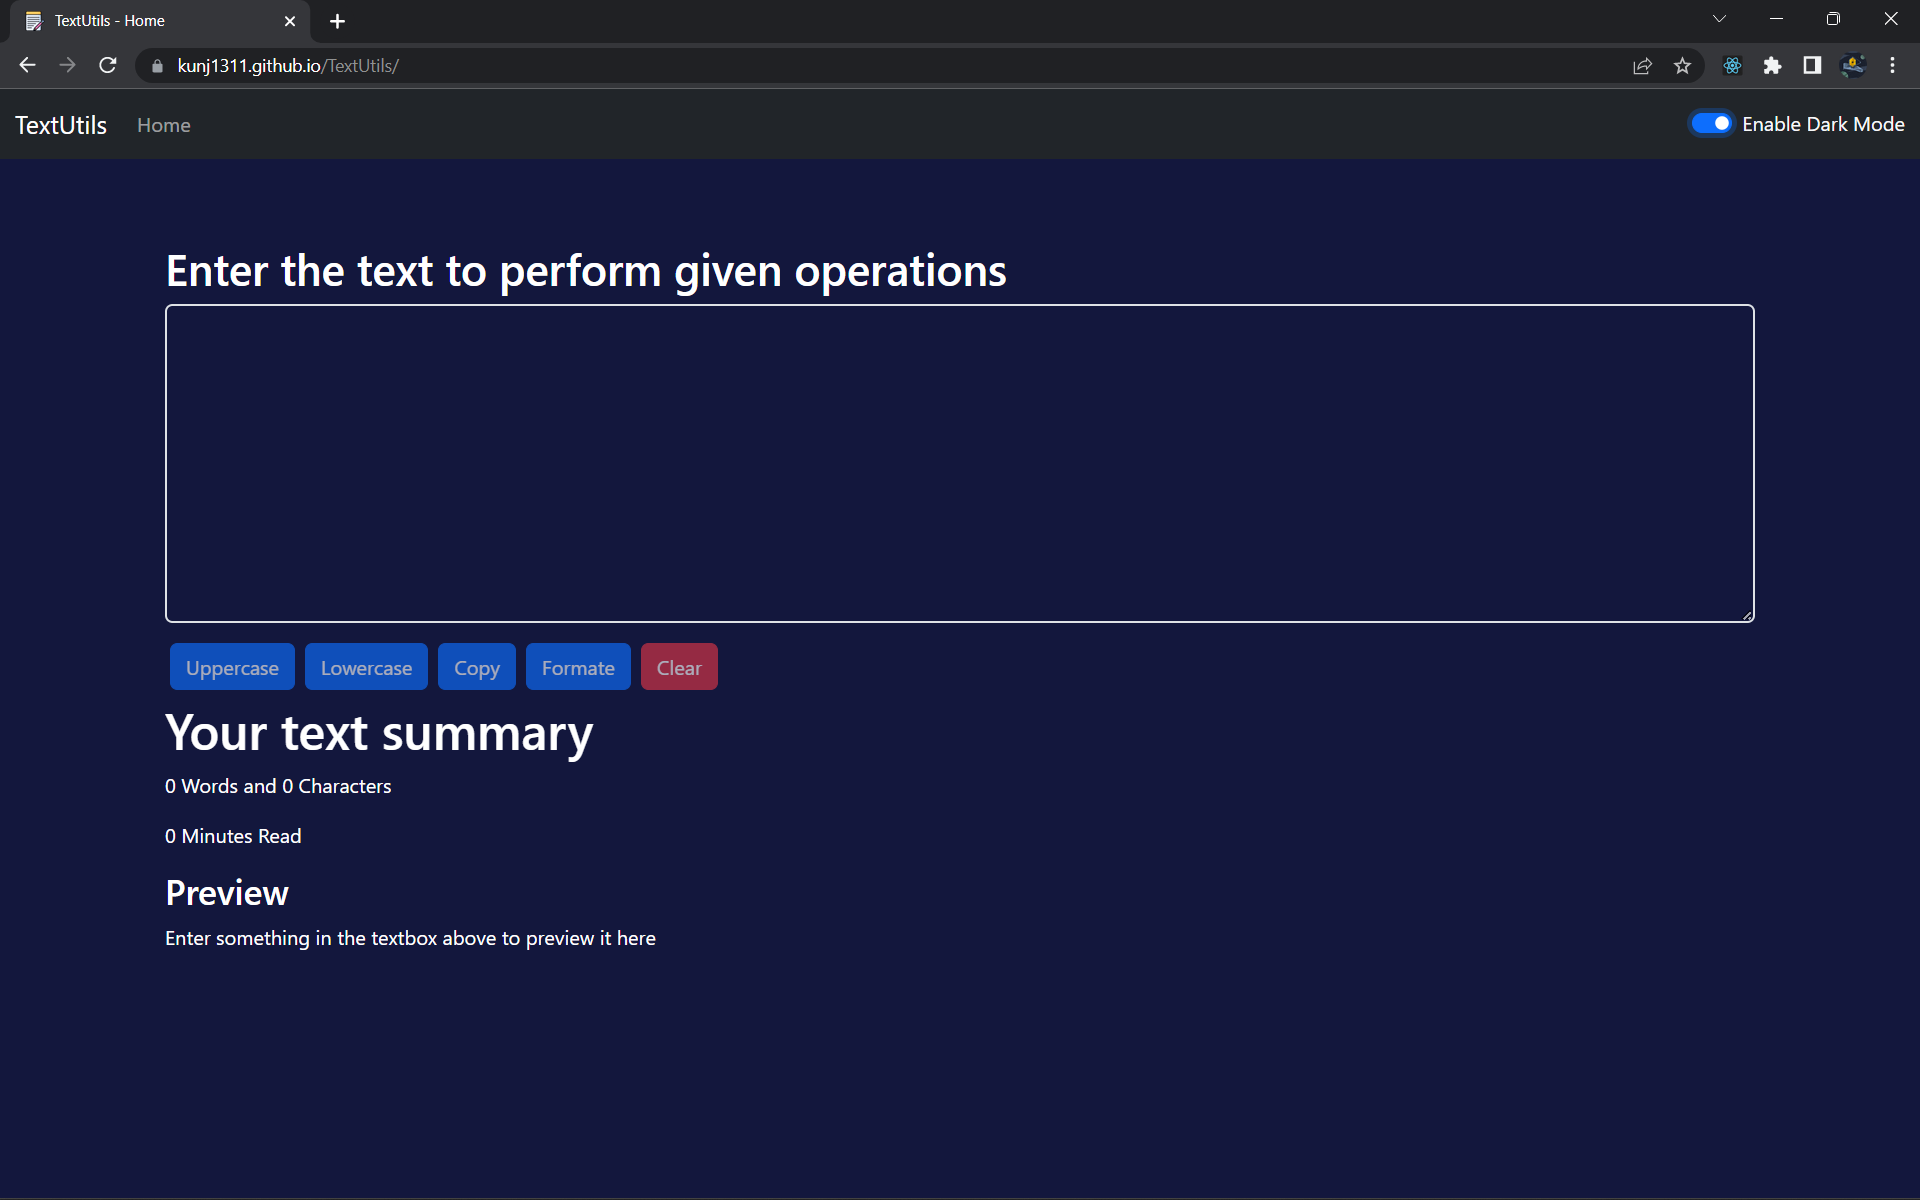 TextUtils - Home
kunj1311.github.io/TextUtils/
TextUtils Home Enable Dark Mode
Enter the text to perform given operations
Uppercase Lowercase Copy Formate Clear
Your text summary
0 Words and 0 Characters
0 Minutes Read
Preview
Enter something in the textbox above to preview it here